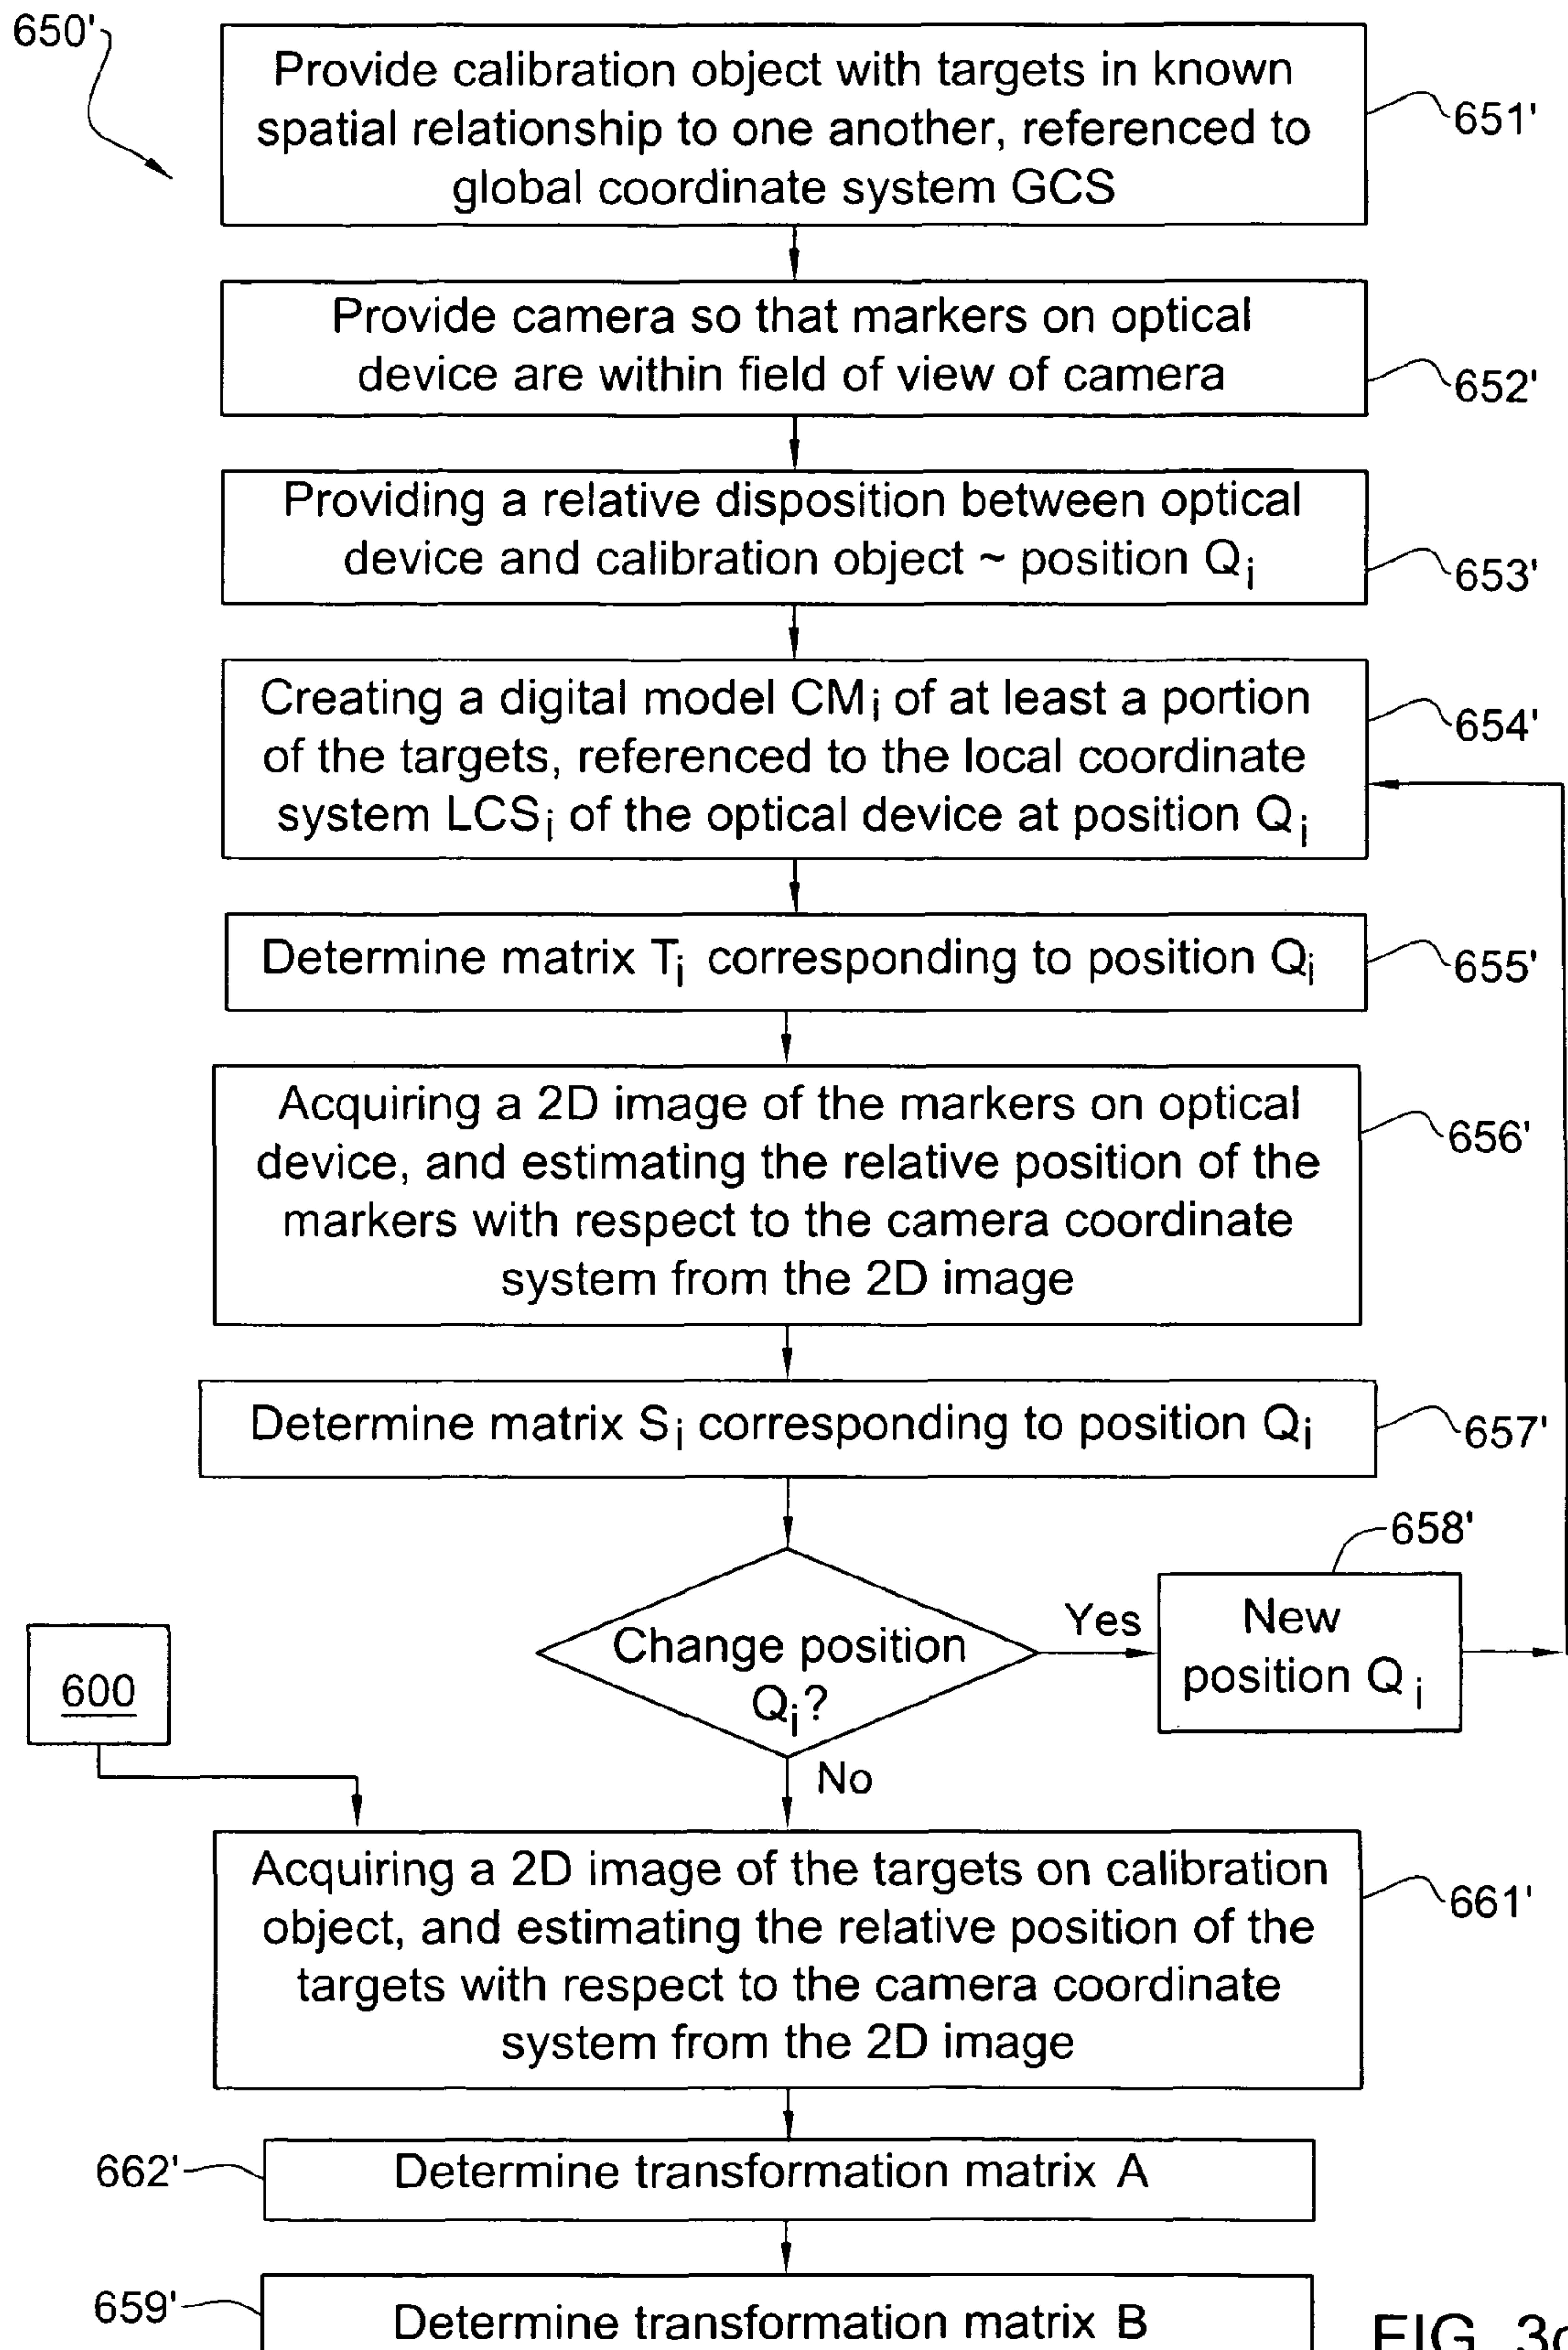 650'
Provide calibration object with targets in known
spatial relationship to one another, referenced to
global coordinate system GCS
651'
Provide camera so that markers on optical
device are within field of view of camera
652'
Providing a relative disposition between optical
device and calibration object ~ position Qi
653'
Creating a digital model CMi of at least a portion
of the targets, referenced to the local coordinate
system LCSi of the optical device at position Qi
654'
Determine matrix Ti corresponding to position Qi
655'
Acquiring a 2D image of the markers on optical
device, and estimating the relative position of the
markers with respect to the camera coordinate
system from the 2D image
656'
Determine matrix Si corresponding to position Qi
657'
Change position
Qi?
Yes
658'
New
position Qi
No
600
Acquiring a 2D image of the targets on calibration
object, and estimating the relative position of the
targets with respect to the camera coordinate
system from the 2D image
661'
662'
Determine transformation matrix A
659'
Determine transformation matrix B
FIG.